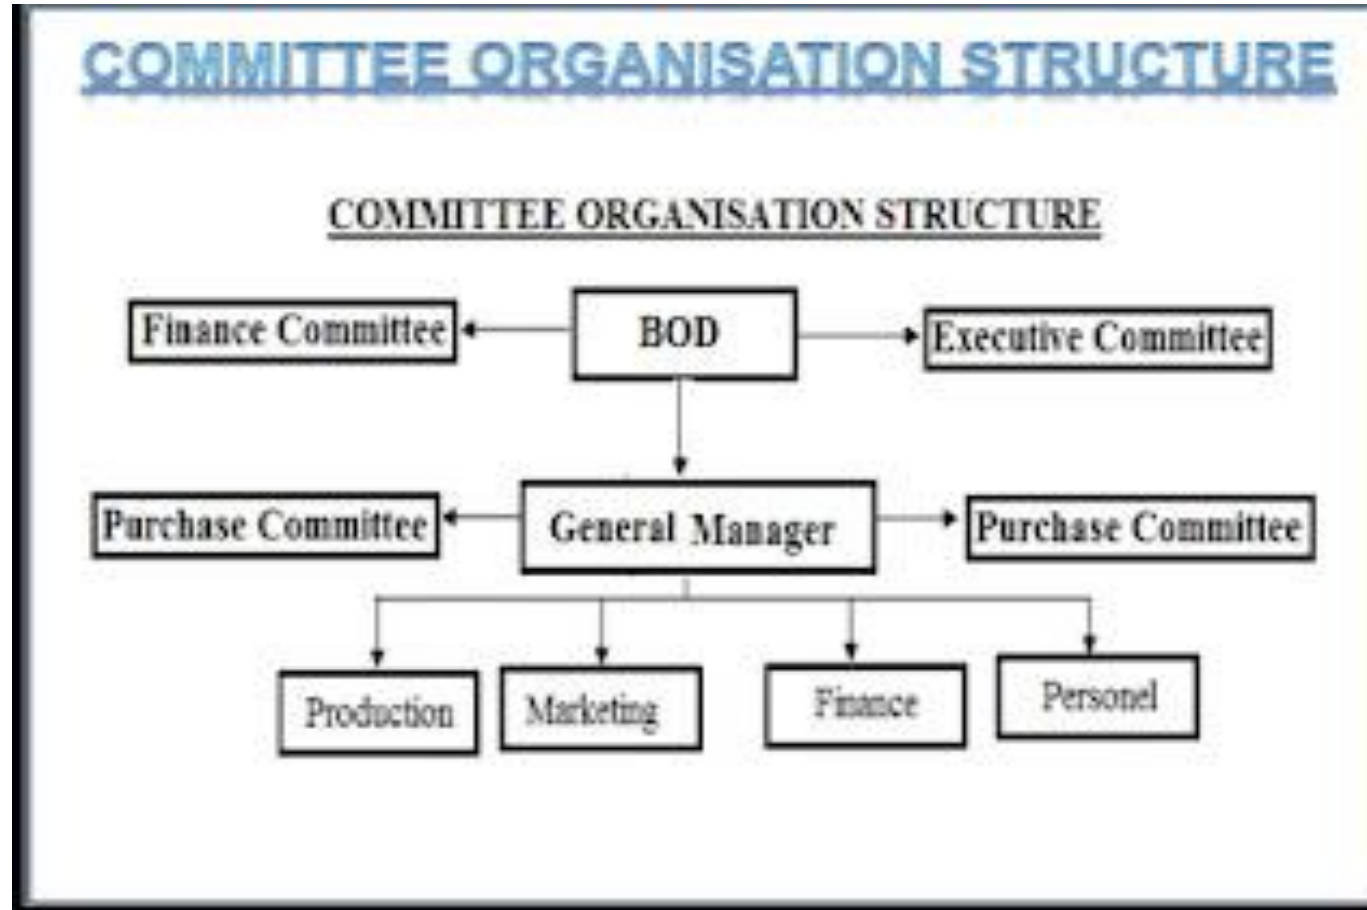 COMMITTEE ORGANISATION STRUCTURE
COMMITTEE ORGANISATION STRUCTURE
Finance Committee
BOD
Executive Committee
Purchase Committee
General Manager
Purchase Committee
Production
Marketing
Finance
Personel